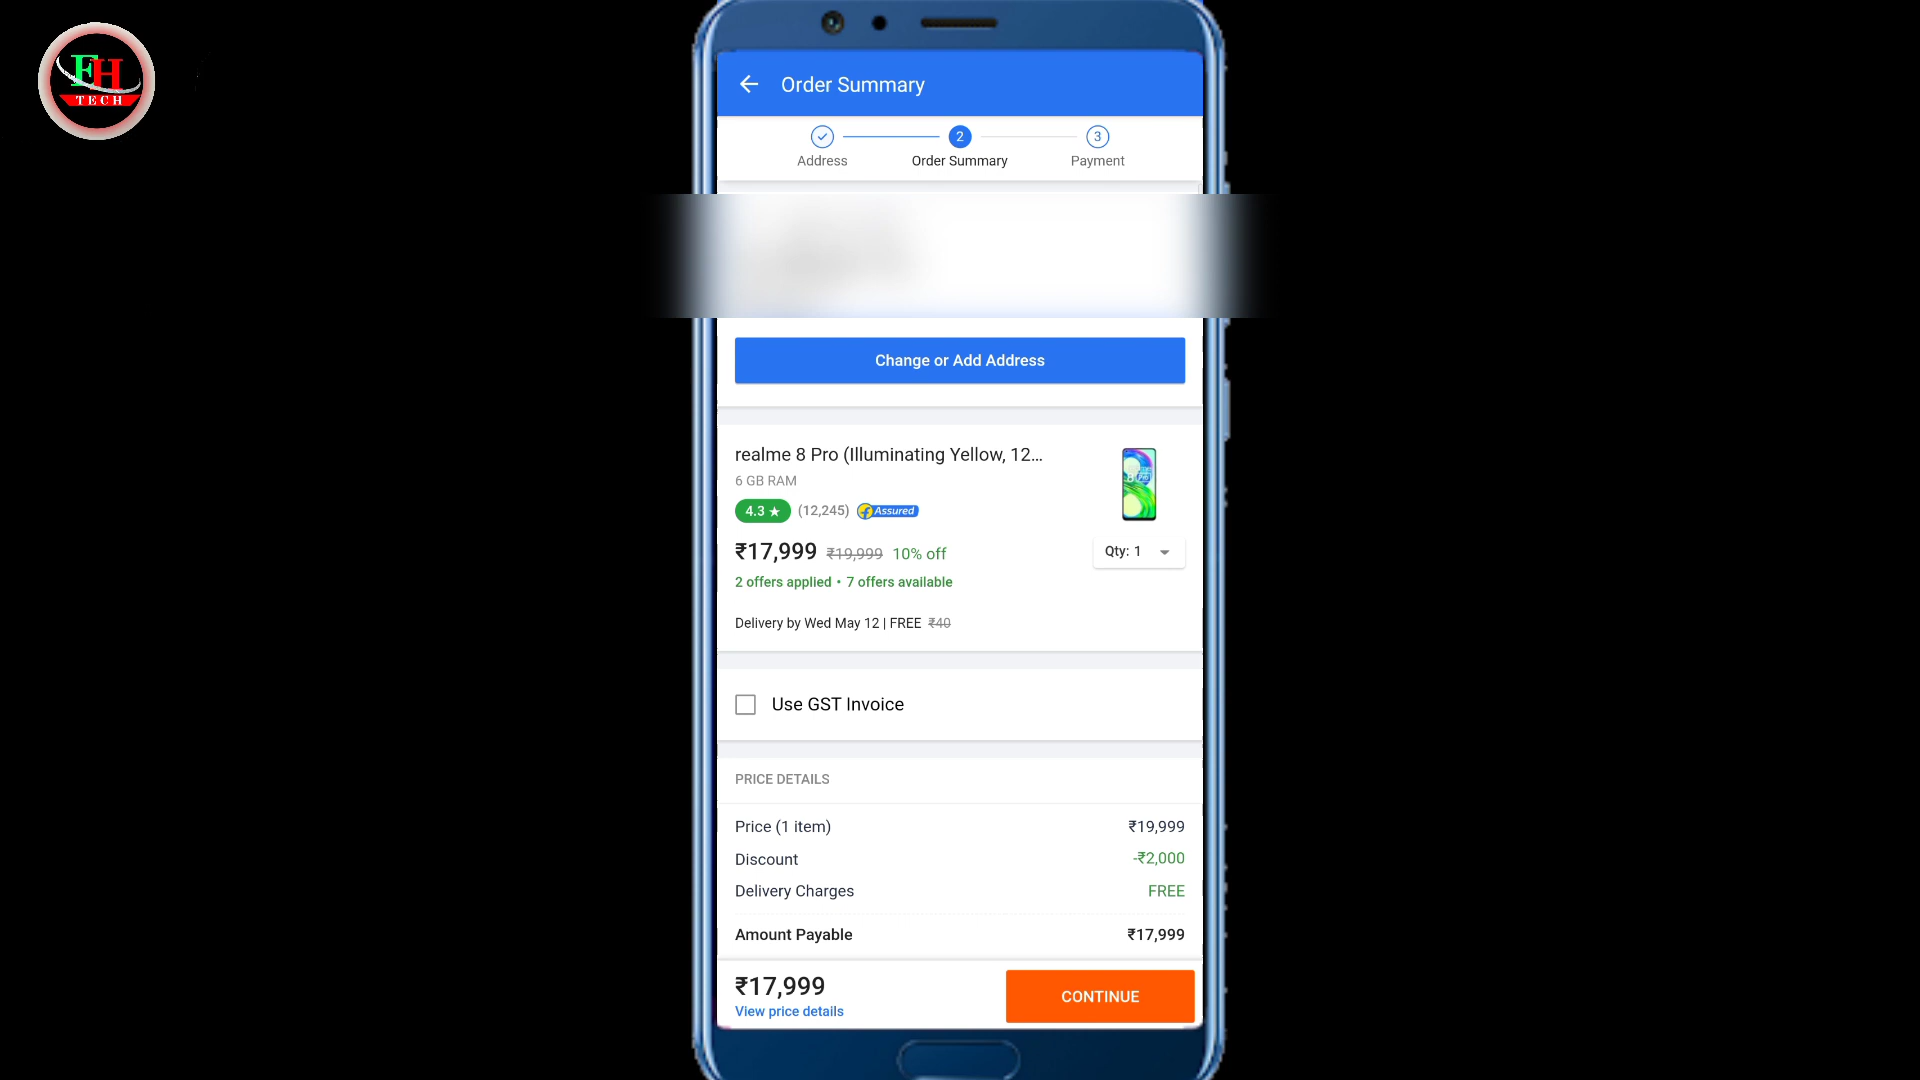 FH
TECH
Order Summary
2
3
Address
Order Summary
Payment
Change or Add Address
realme 8 Pro (Illuminating Yellow, 12...
6 GB RAM
4.3 ★ (12,245) Assured
₹17,999 ₹19,999 10% off
Qty: 1
2 offers applied • 7 offers available
Delivery by Wed May 12 | FREE ₹40
Use GST Invoice
PRICE DETAILS
Price (1 item) ₹19,999
Discount -₹2,000
Delivery Charges FREE
Amount Payable ₹17,999
₹17,999
View price details
CONTINUE